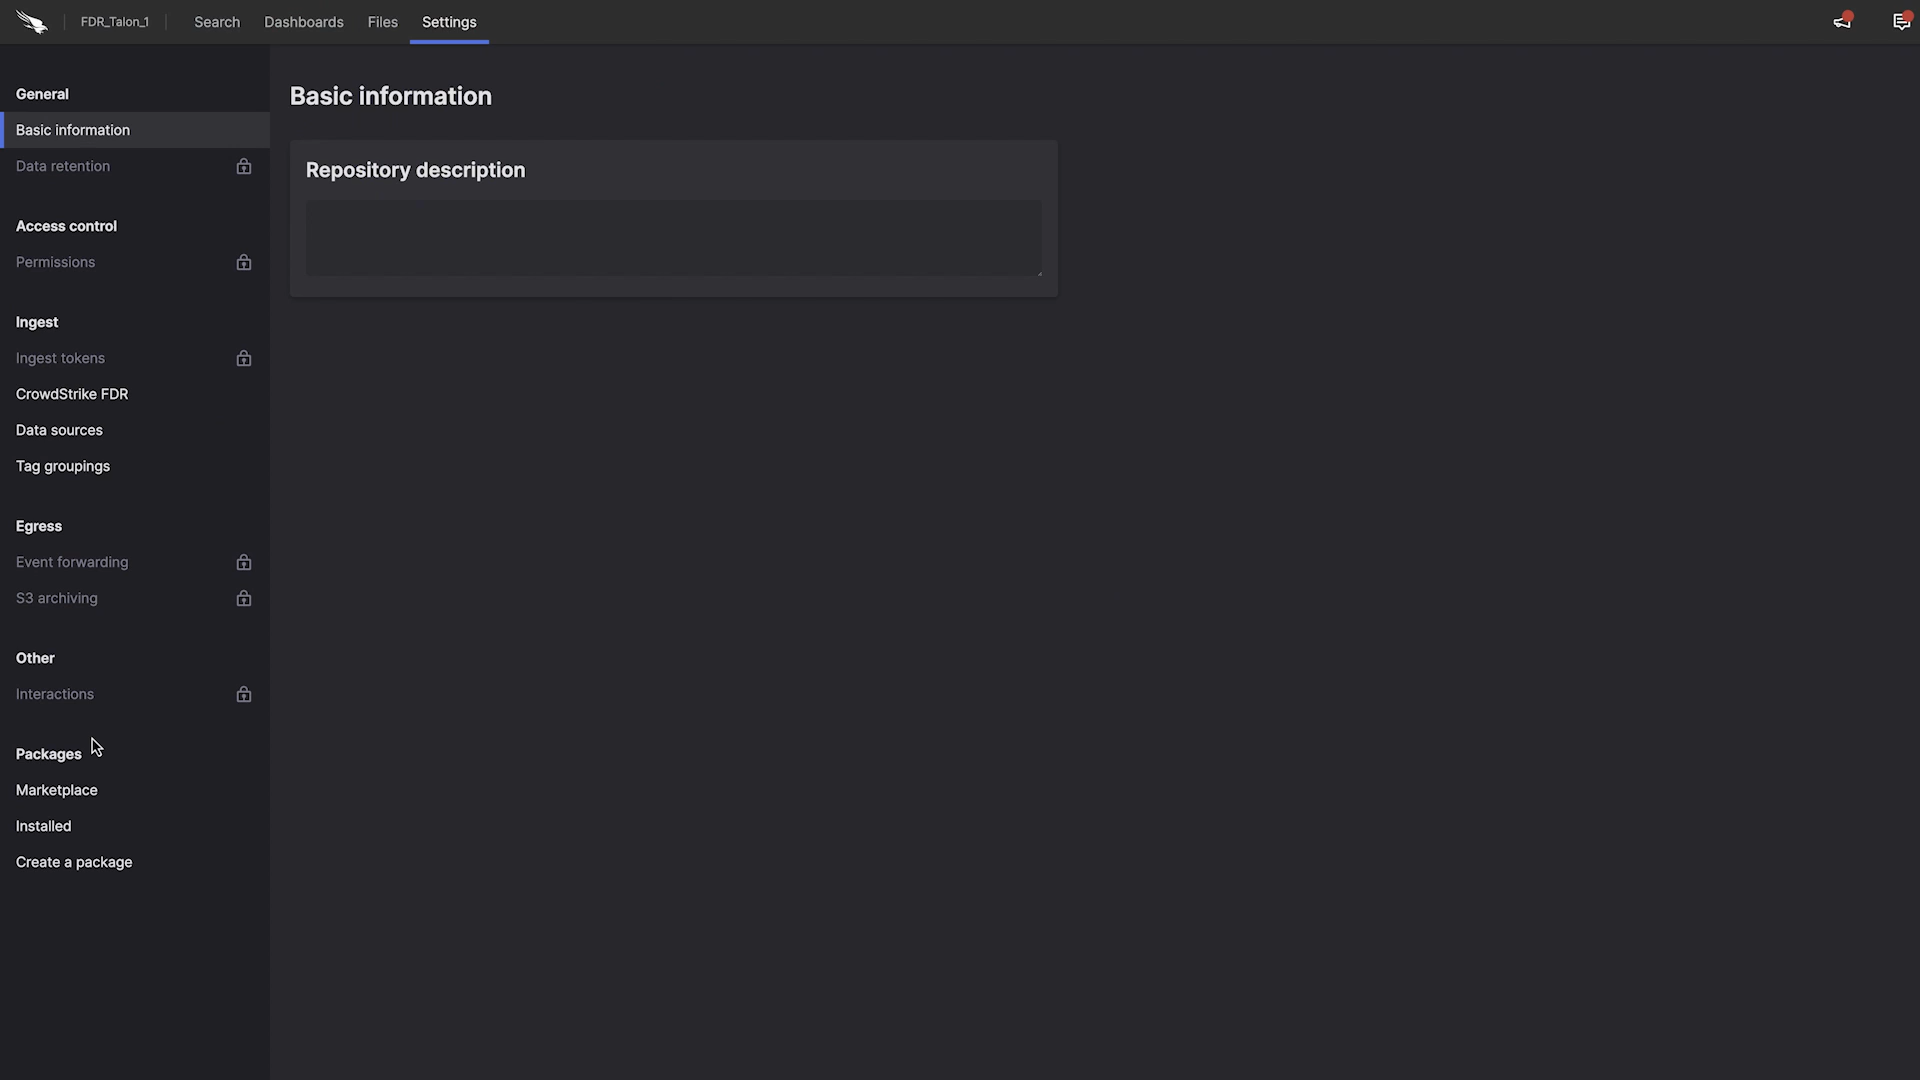 FDR_Talon_1
Search
Dashboards
Files
Settings
General
Basic information
Data retention
Access control
Permissions
Ingest
Ingest tokens
CrowdStrike FDR
Data sources
Tag groupings
Egress
Event forwarding
S3 archiving
Other
Interactions
Packages
Marketplace
Installed
Create a package
Basic information
Repository description